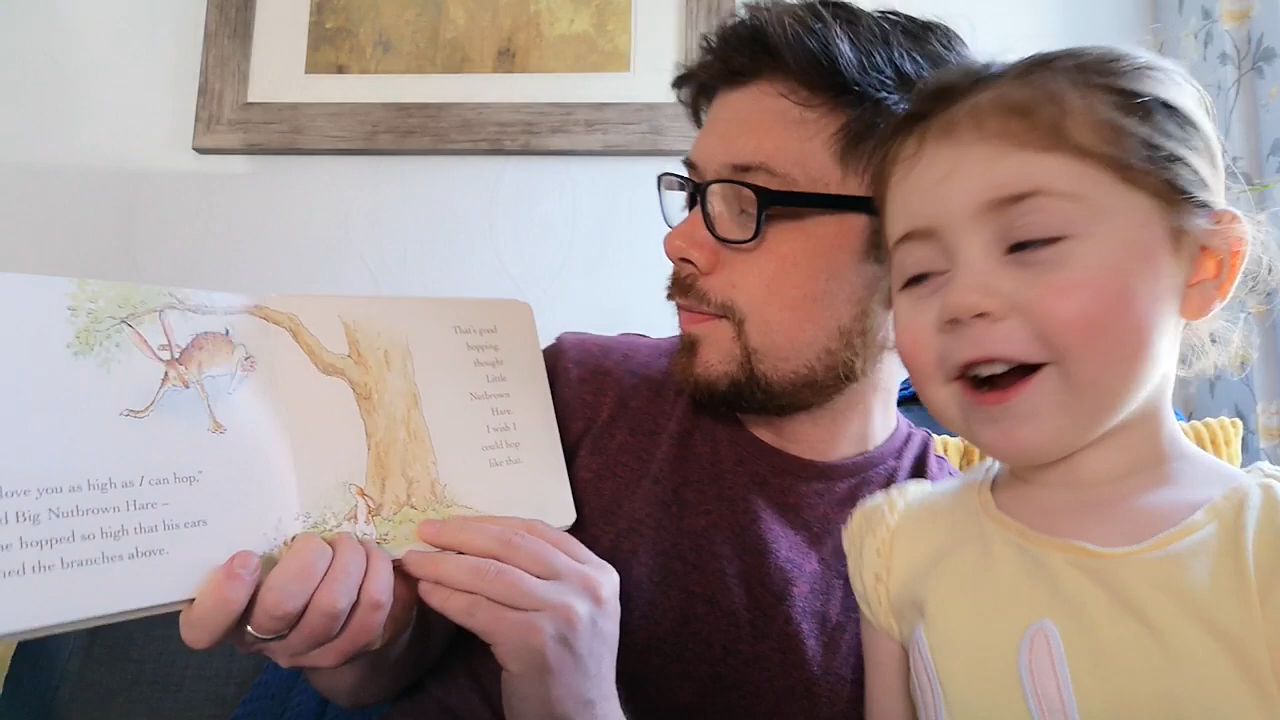 love you as high as I can hop,"
Big Nutbrown Hare –
he hopped so high that his ears
the branches above.
That's good
hopping,
thought
Little
Nutbrown
Hare.
I wish I
could hop
like that.